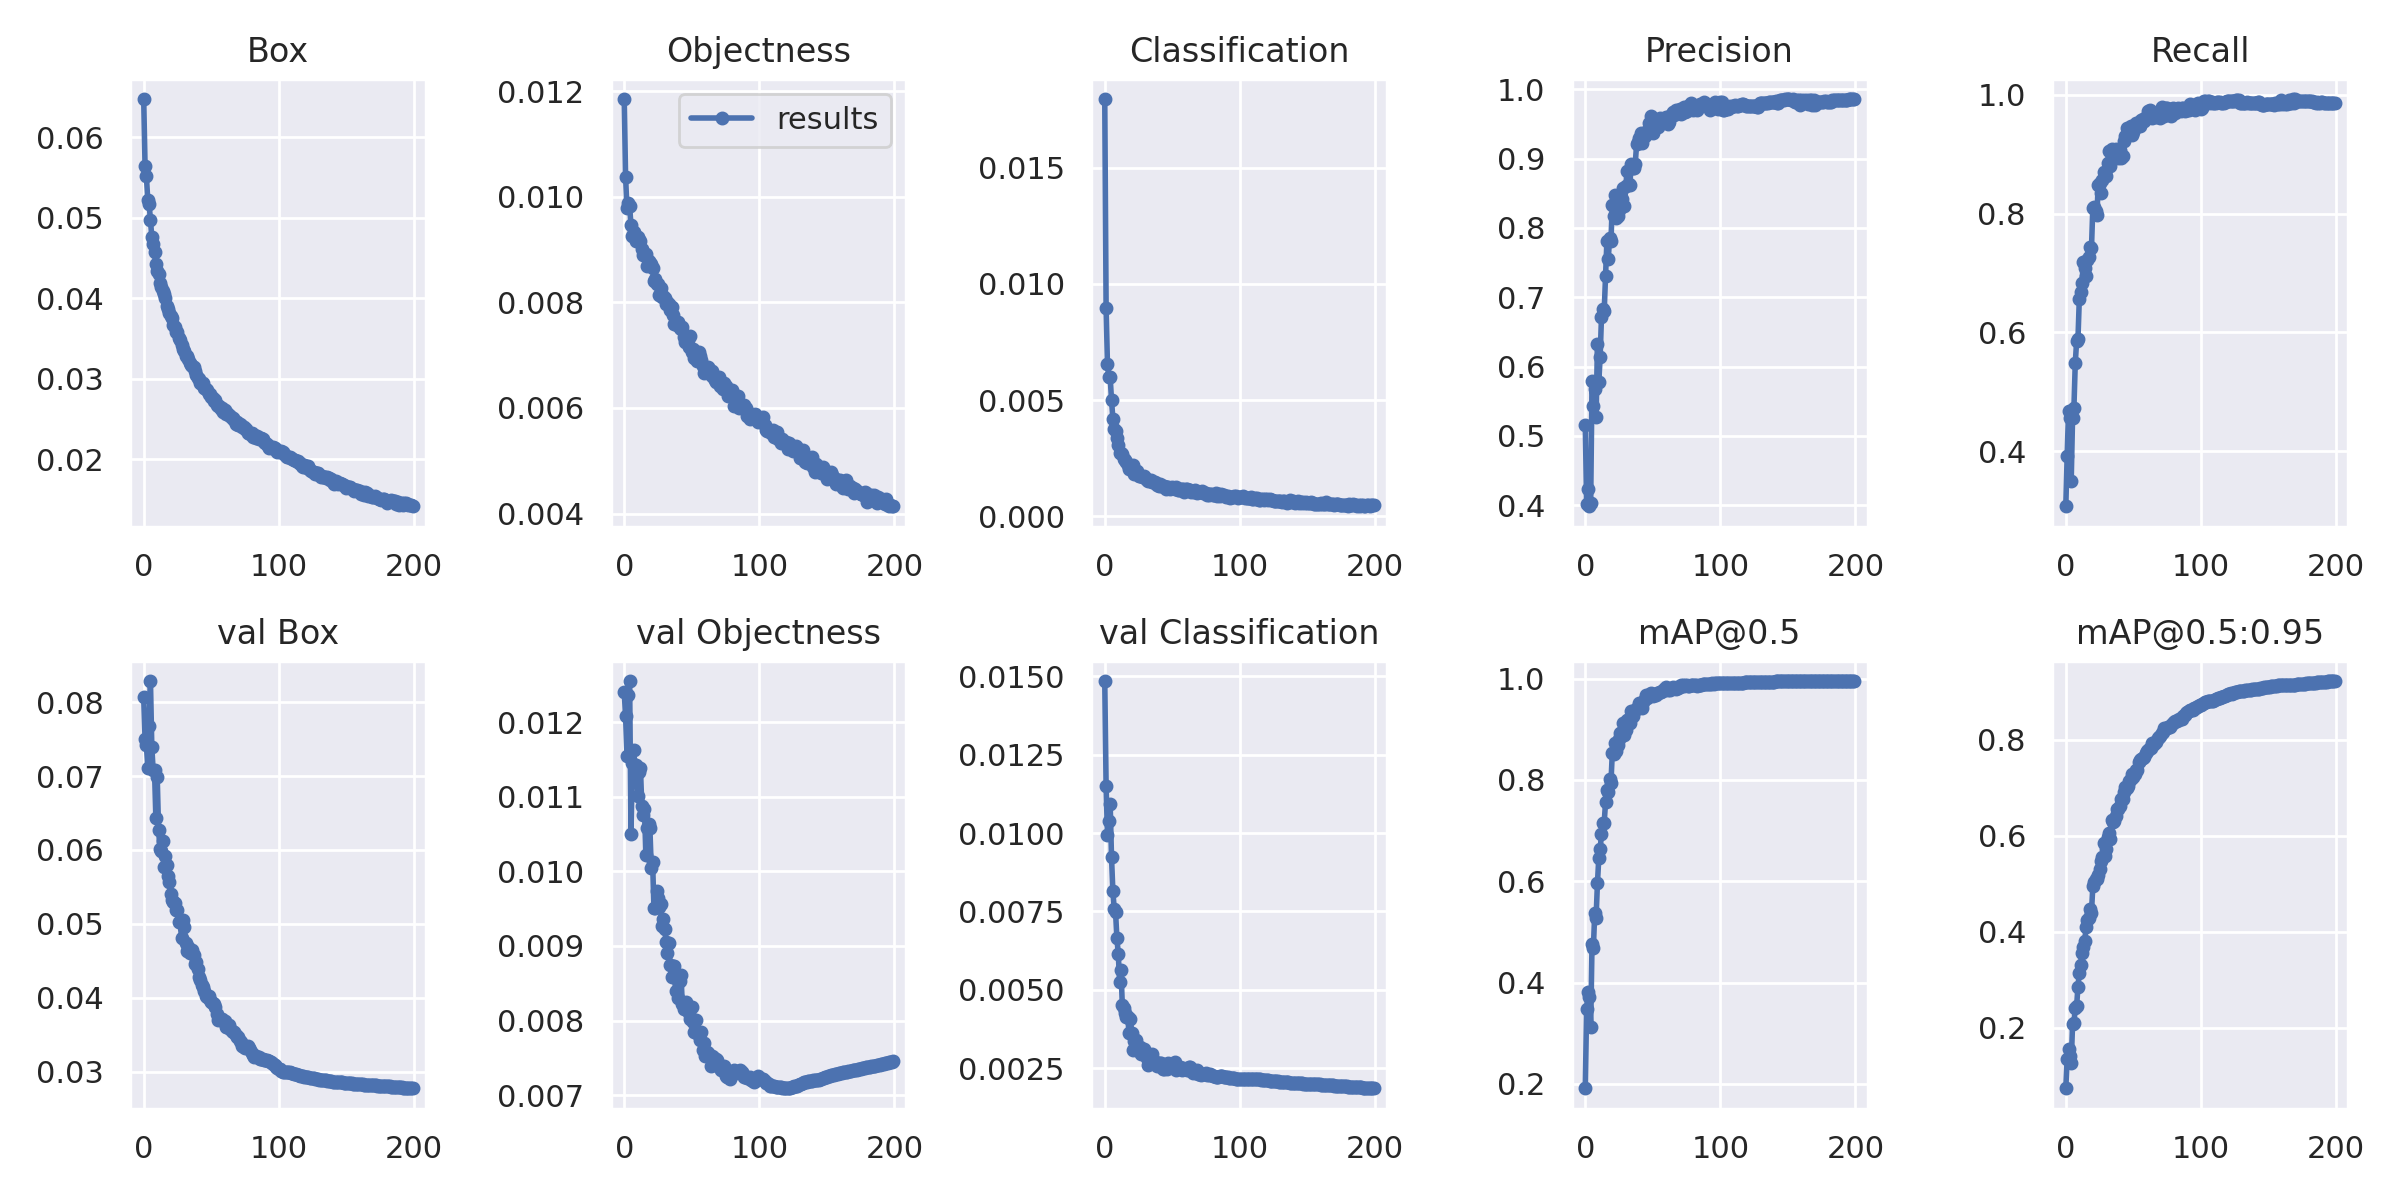 Box
Objectness
Classification
Precision
Recall
0.06
0.05
0.04
0.03
0.02
0 100 200
results
0.012
0.010
0.008
0.006
0.004
0 100 200
0.015
0.010
0.005
0.000
0 100 200
1.0
0.9
0.8
0.7
0.6
0.5
0.4
0 100 200
1.0
0.8
0.6
0.4
0 100 200
val Box
val Objectness
val Classification
mAP@0.5
mAP@0.5:0.95
0.08
0.07
0.06
0.05
0.04
0.03
0 100 200
0.012
0.011
0.010
0.009
0.008
0.007
0 100 200
0.0150
0.0125
0.0100
0.0075
0.0050
0.0025
0 100 200
1.0
0.8
0.6
0.4
0.2
0 100 200
0.8
0.6
0.4
0.2
0 100 200